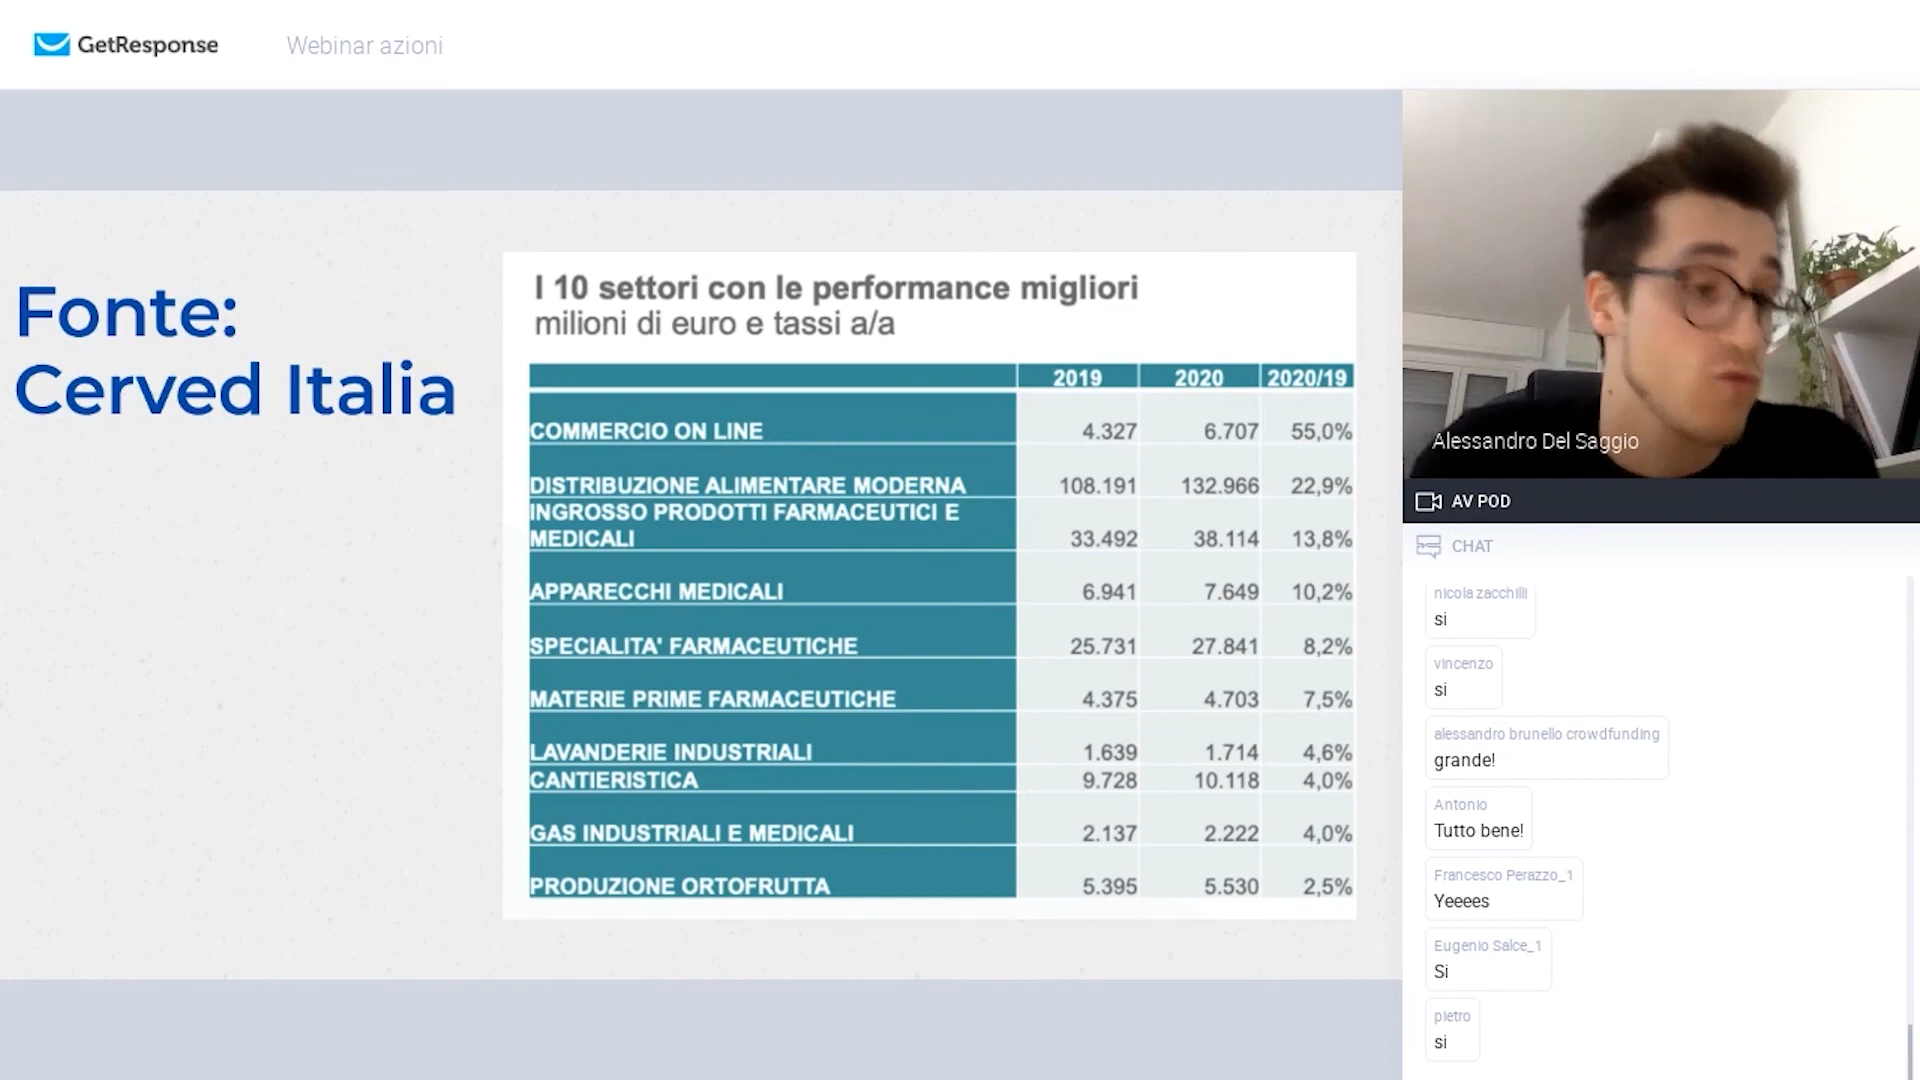 GetResponse
Webinar azioni
Fonte:
Cerved Italia
I 10 settori con le performance migliori
milioni di euro e tassi a/a
2019 2020 2020/19
COMMERCIO ON LINE 4.327 6.707 55,0%
DISTRIBUZIONE ALIMENTARE MODERNA 108.191 132.966 22,9%
INGROSSO PRODOTTI FARMACEUTICI E
MEDICALI 33.492 38.114 13,8%
APPARECCHI MEDICALI 6.941 7.649 10,2%
SPECIALITA' FARMACEUTICHE 25.731 27.841 8,2%
MATERIE PRIME FARMACEUTICHE 4.375 4.703 7,5%
LAVANDERIE INDUSTRIALI 1.639 1.714 4,6%
CANTIERISTICA 9.728 10.118 4,0%
GAS INDUSTRIALI E MEDICALI 2.137 2.222 4,0%
PRODUZIONE ORTOFRUTTA 5.395 5.530 2,5%
Alessandro Del Saggio
AV POD
CHAT
nicola zacchilli
si
vincenzo
si
alessandro brunello crowdfunding
grande!
Antonio
Tutto bene!
Francesco Perazzo_1
Yeeees
Eugenio Salce_1
Si
pietro
si